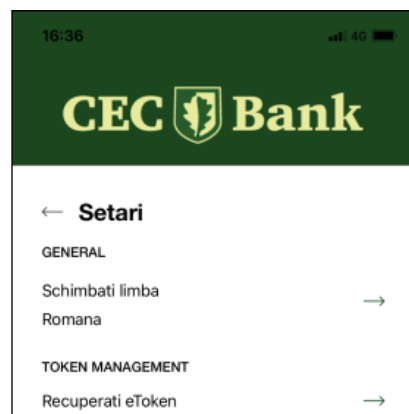 16:36
4G
CEC Bank
← Setari
GENERAL
Schimbati limba
→
Romana
TOKEN MANAGEMENT
Recuperati eToken →